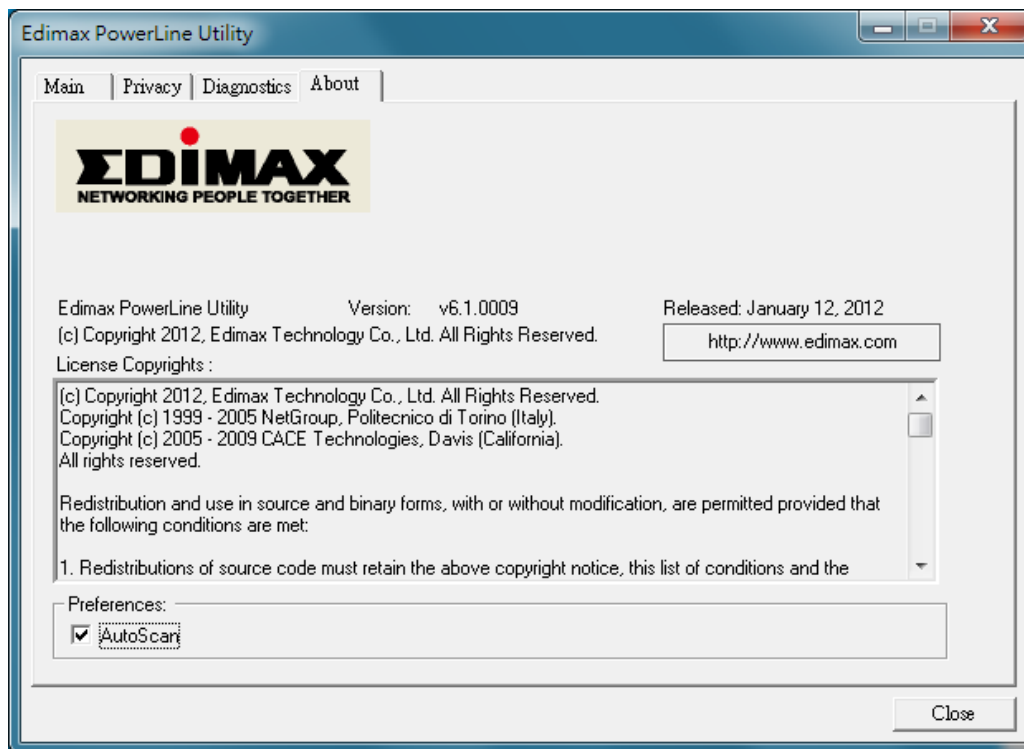 Edimax PowerLine Utility
Main Privacy Diagnostics About
EDiMAX
NETWORKING PEOPLE TOGETHER
Edimax PowerLine Utility Version: v6.1.0009 Released: January 12, 2012
(c) Copyright 2012, Edimax Technology Co., Ltd. All Rights Reserved.
http://www.edimax.com
License Copyrights :
(c) Copyright 2012, Edimax Technology Co., Ltd. All Rights Reserved.
Copyright (c) 1999 - 2005 NetGroup, Politecnico di Torino (Italy).
Copyright (c) 2005 - 2009 CACE Technologies, Davis (California).
All rights reserved.
Redistribution and use in source and binary forms, with or without modification, are permitted provided that
the following conditions are met:
1. Redistributions of source code must retain the above copyright notice, this list of conditions and the
Preferences:
AutoScan
Close